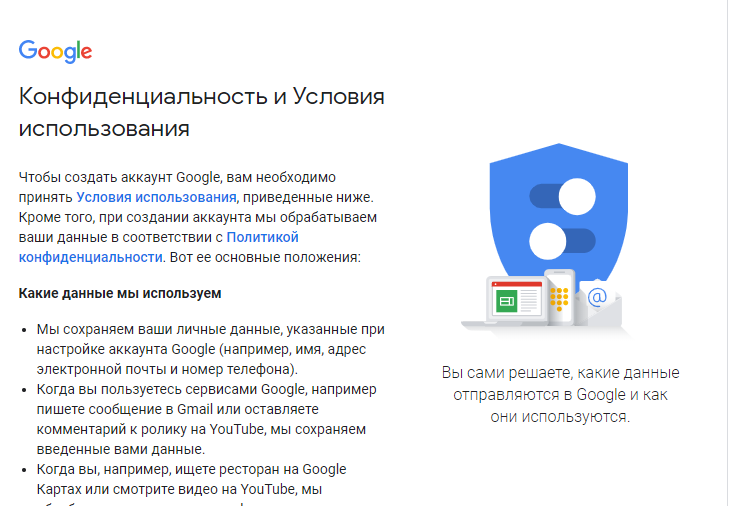 Google
Конфиденциальность и Условия
использования
Чтобы создать аккаунт Google, вам необходимо
принять Условия использования, приведенные ниже.
Кроме того, при создании аккаунта мы обрабатываем
ваши данные в соответствии с Политикой
конфиденциальности. Вот ее основные положения:
Какие данные мы используем
• Мы сохраняем ваши личные данные, указанные при
настройке аккаунта Google (например, имя, адрес
электронной почты и номер телефона).
• Когда вы пользуетесь сервисами Google, например
пишете сообщение в Gmail или оставляете
комментарий к ролику на YouTube, мы сохраняем
введенные вами данные.
• Когда вы, например, ищете ресторан на Google
Картах или смотрите видео на YouTube, мы
@
Вы сами решаете, какие данные
отправляются в Google и как
они используются.